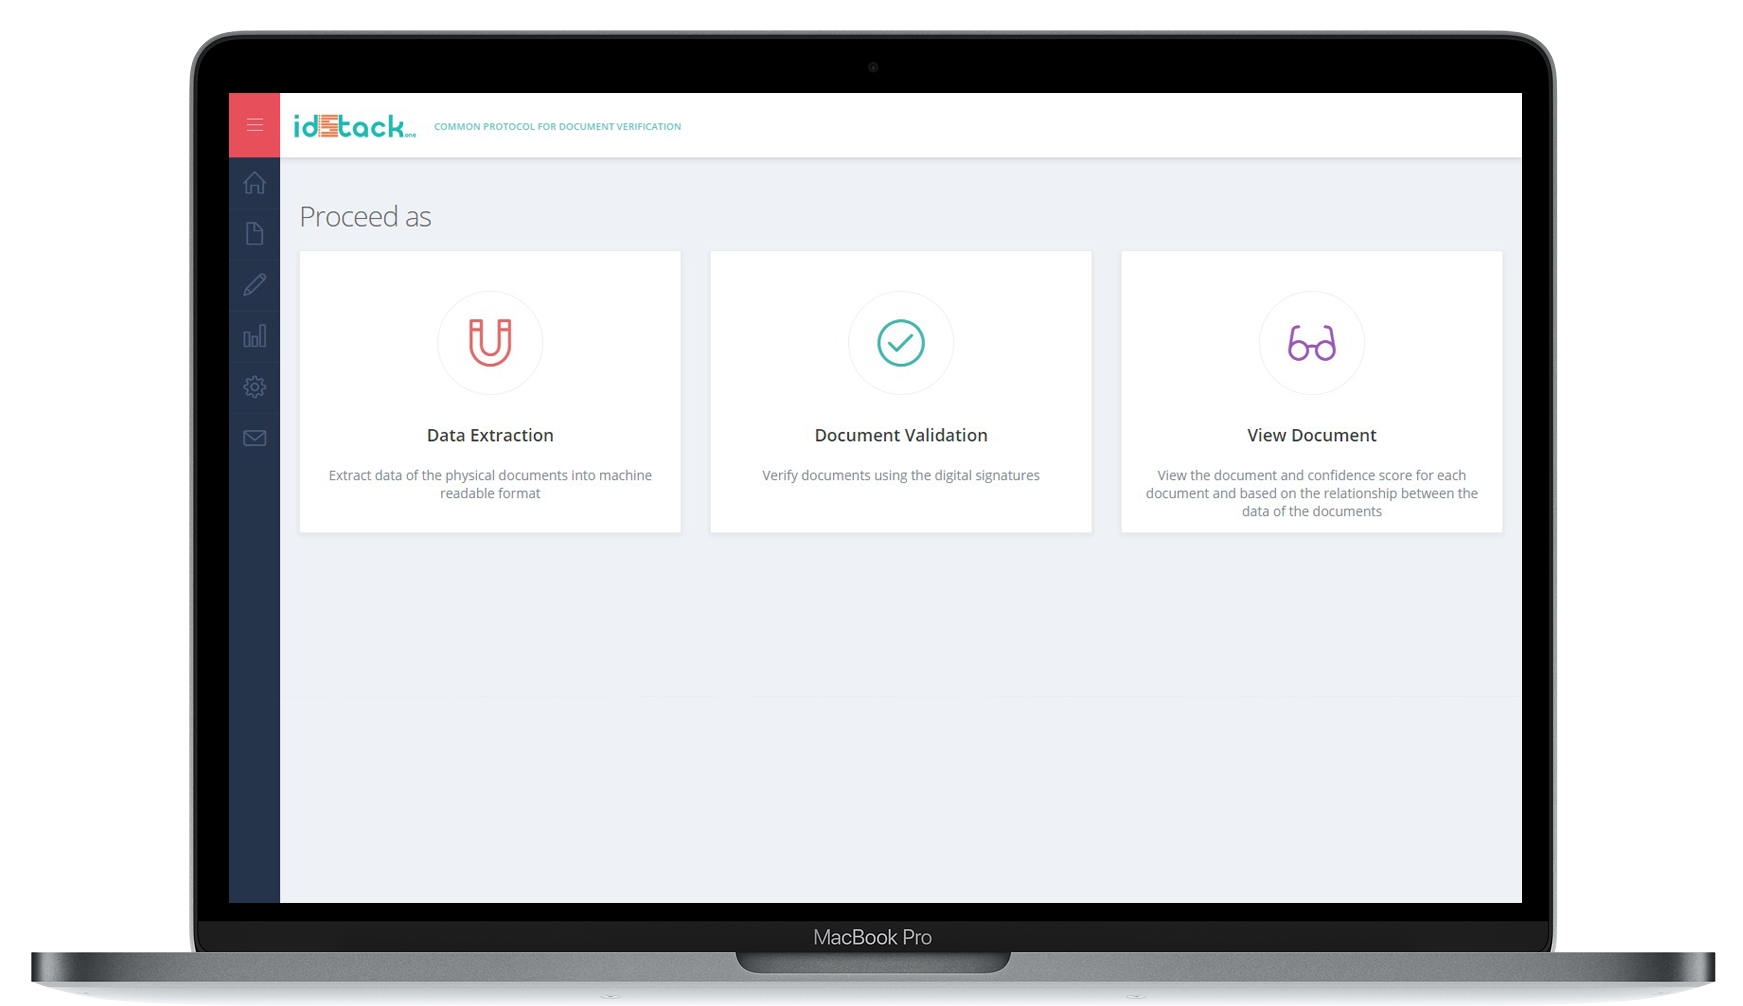 idstack.one
COMMON PROTOCOL FOR DOCUMENT VERIFICATION
Proceed as
Data Extraction
Extract data of the physical documents into machine
readable format
Document Validation
Verify documents using the digital signatures
View Document
View the document and confidence score for each
document and based on the relationship between the
data of the documents
MacBook Pro